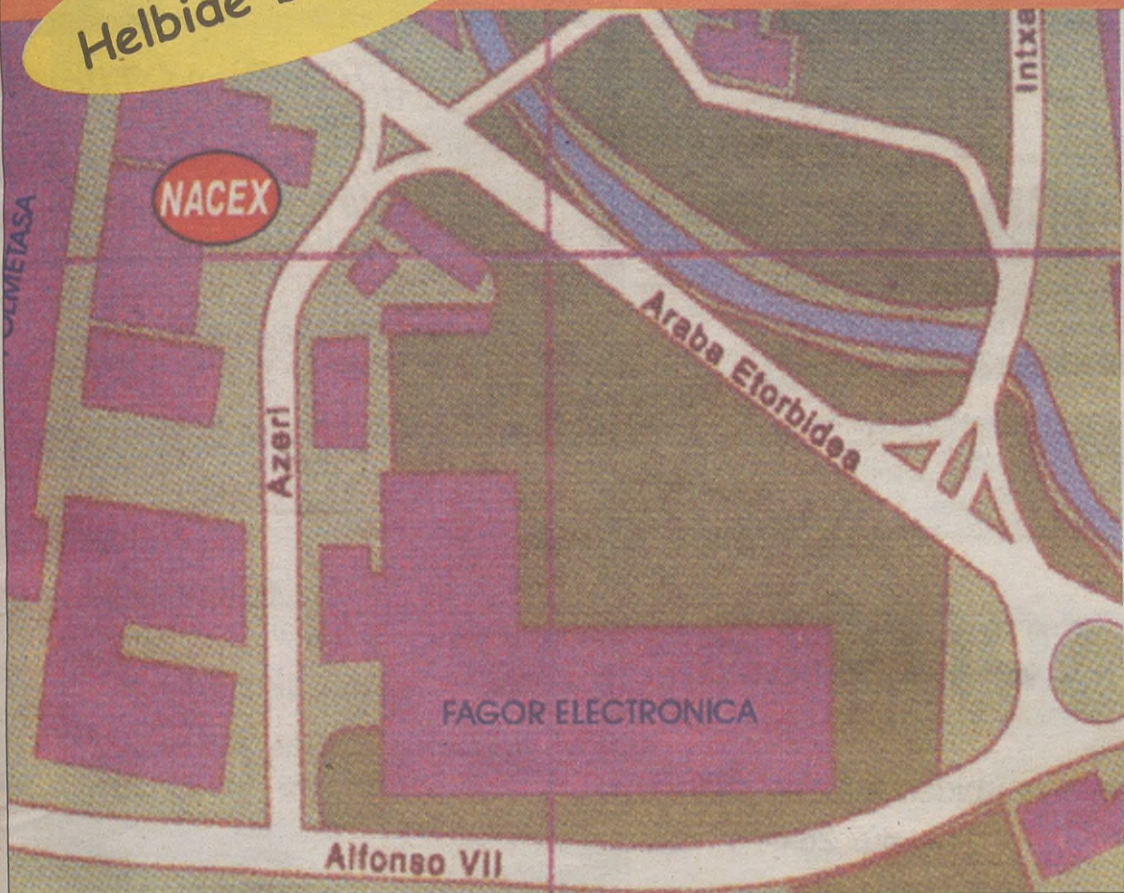 Helbide
Intxa
NACEX
Araba Etorbidea
Azeri
FAGOR ELECTRONICA
Alfonso VII